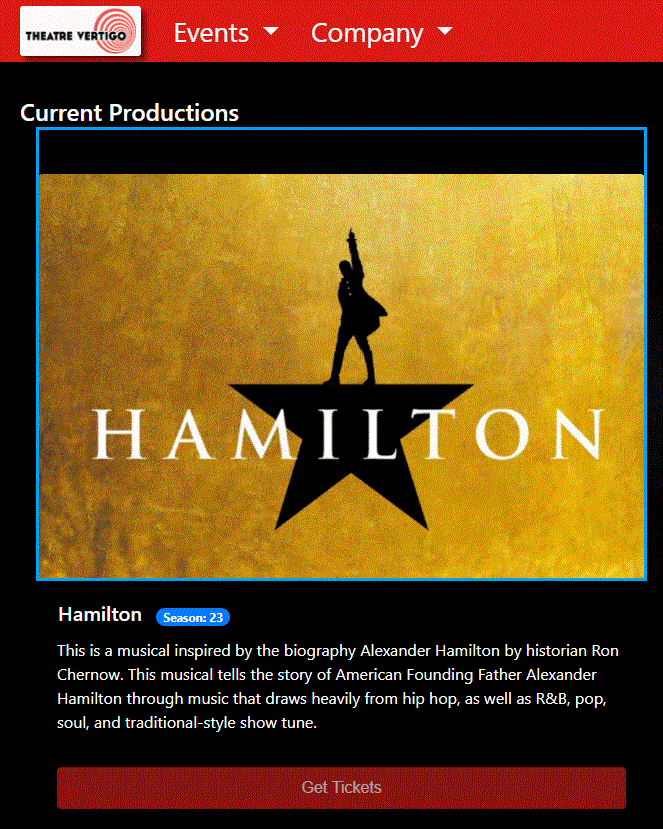 THEATRE VERTIGO
Events
Company
Current Productions
HAMILTON
Hamilton
Season: 23
This is a musical inspired by the biography Alexander Hamilton by historian Ron
Chernow. This musical tells the story of American Founding Father Alexander
Hamilton through music that draws heavily from hip hop, as well as R&B, pop,
soul, and traditional-style show tune.
Get Tickets